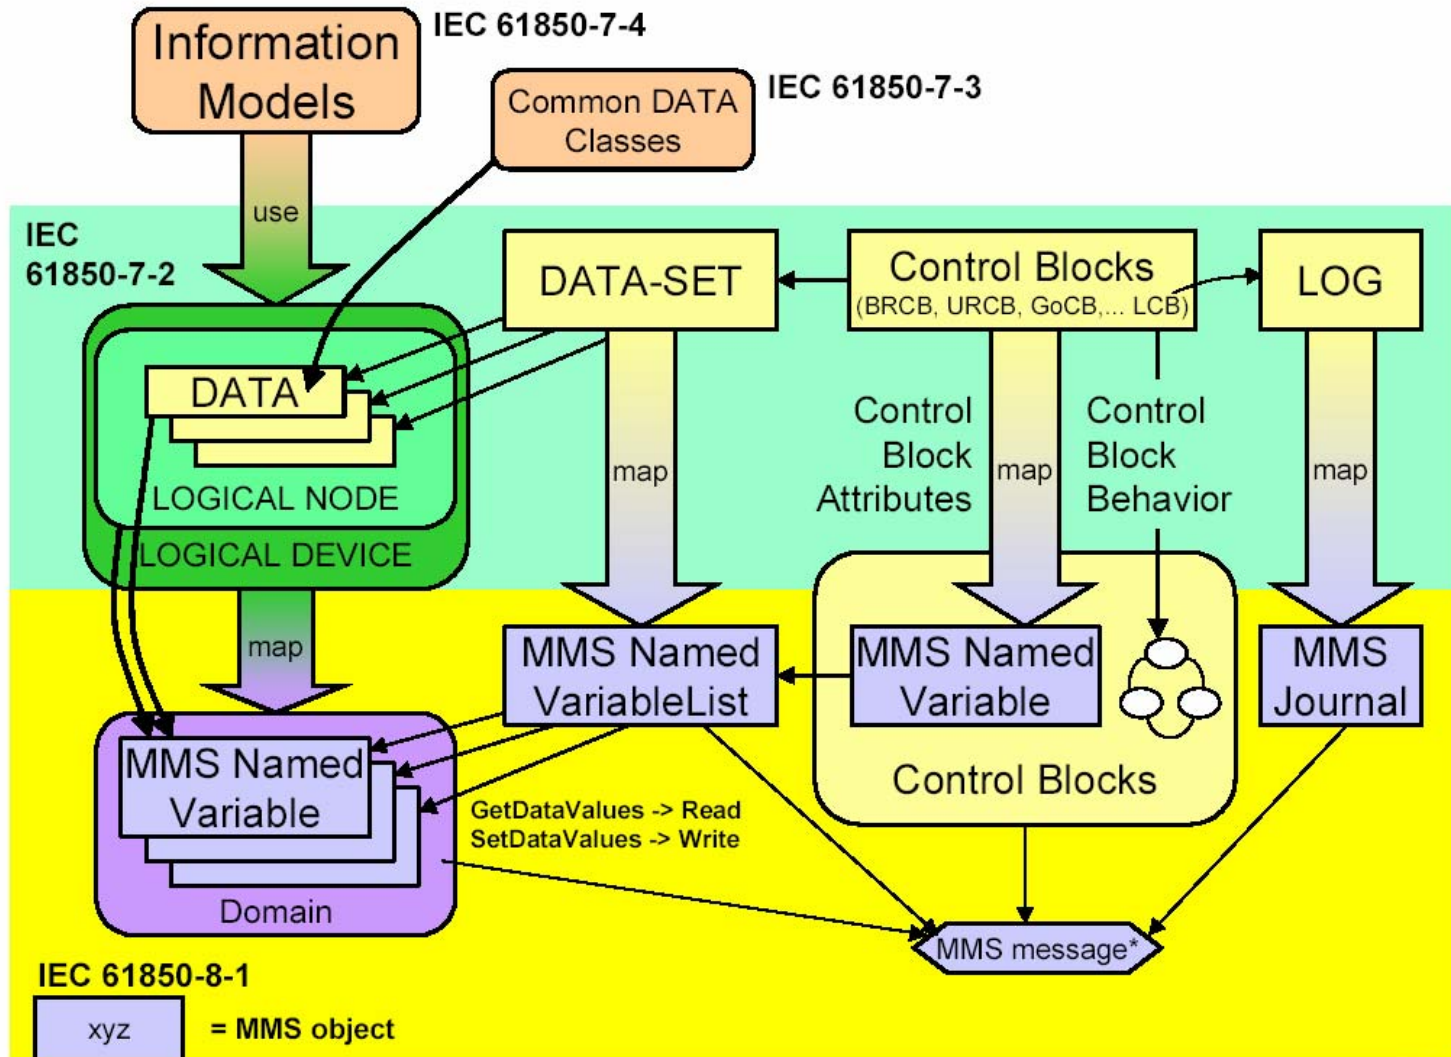 Information
Models
IEC 61850-7-4
Common DATA
Classes
IEC 61850-7-3
use
IEC
61850-7-2
DATA-SET
Control Blocks
(BRCB, URCB, GoCB,... LCB)
LOG
DATA
LOGICAL NODE
LOGICAL DEVICE
map
Control
Block
Attributes
map
Control
Block
Behavior
map
map
MMS Named
VariableList
MMS Named
Variable
MMS
Journal
Control Blocks
MMS Named
Variable
Domain
GetDataValues -> Read
SetDataValues -> Write
MMS message*
IEC 61850-8-1
xyz
= MMS object